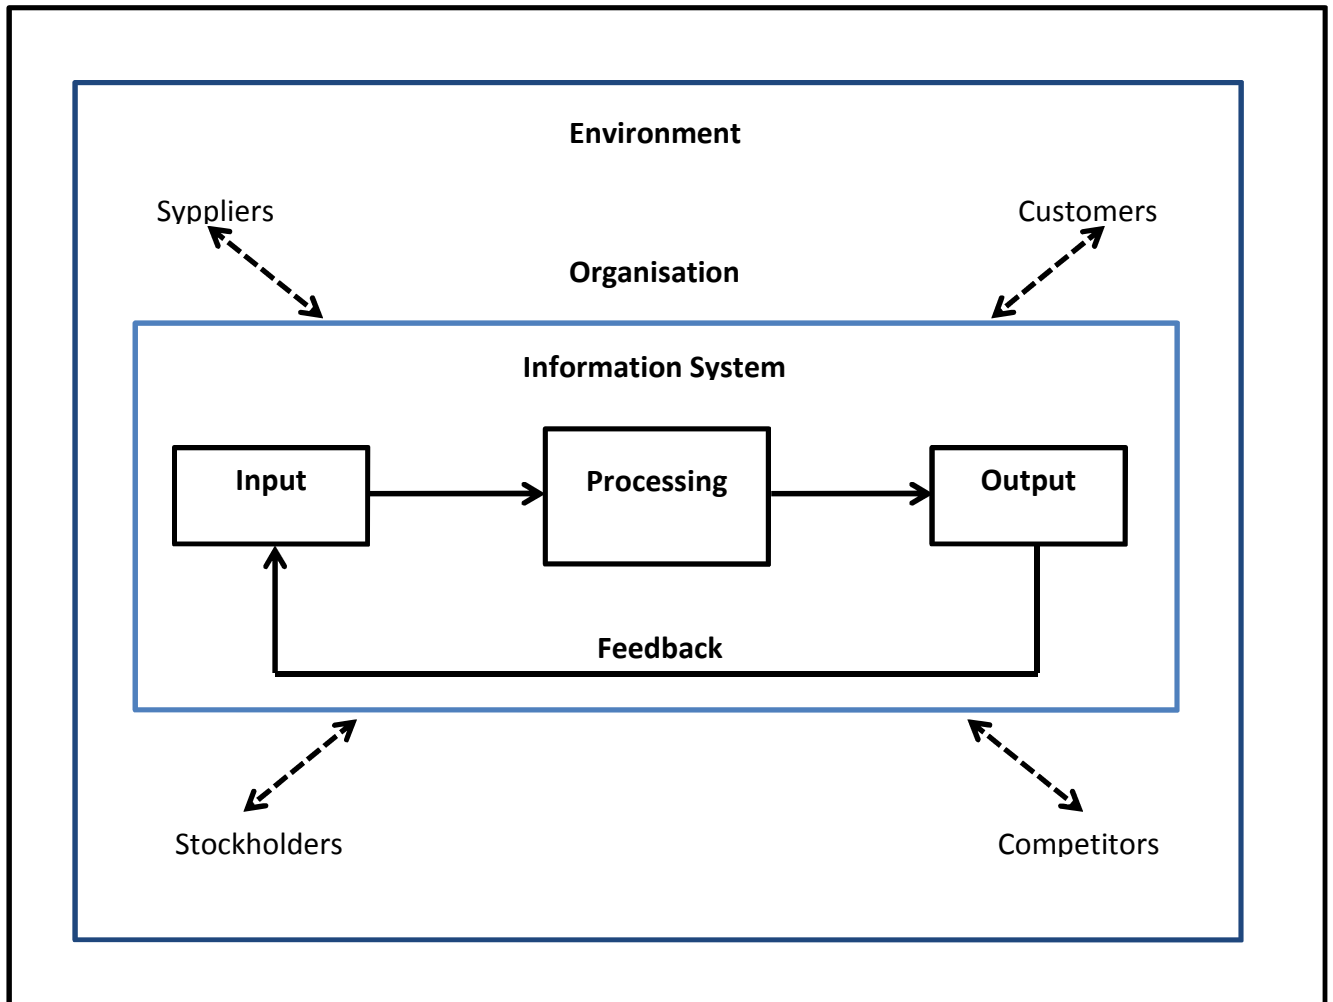 Environment
Syppliers
Customers
Organisation
Information System
Input
Processing
Output
Feedback
Stockholders
Competitors